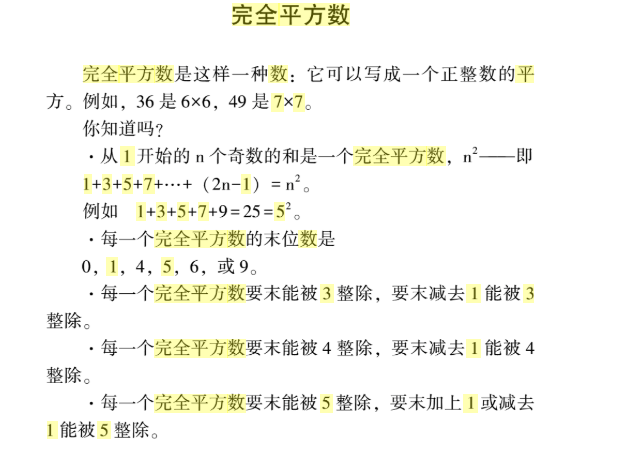 完全平方数
完全平方数是这样一种数：它可以写成一个正整数的平
方。例如，36 是 6×6，49 是 7×7。
你知道吗？
·从 1 开始的 n 个奇数的和是一个完全平方数，n²——即
1+3+5+7+…+（2n-1）= n²。
例如　1+3+5+7+9=25=5²。
·每一个完全平方数的末位数是
0，1，4，5，6，或 9。
·每一个完全平方数要末能被 3 整除，要末减去 1 能被 3
整除。
·每一个完全平方数要末能被 4 整除，要末减去 1 能被 4
整除。
·每一个完全平方数要末能被 5 整除，要末加上 1 或减去
1 能被 5 整除。